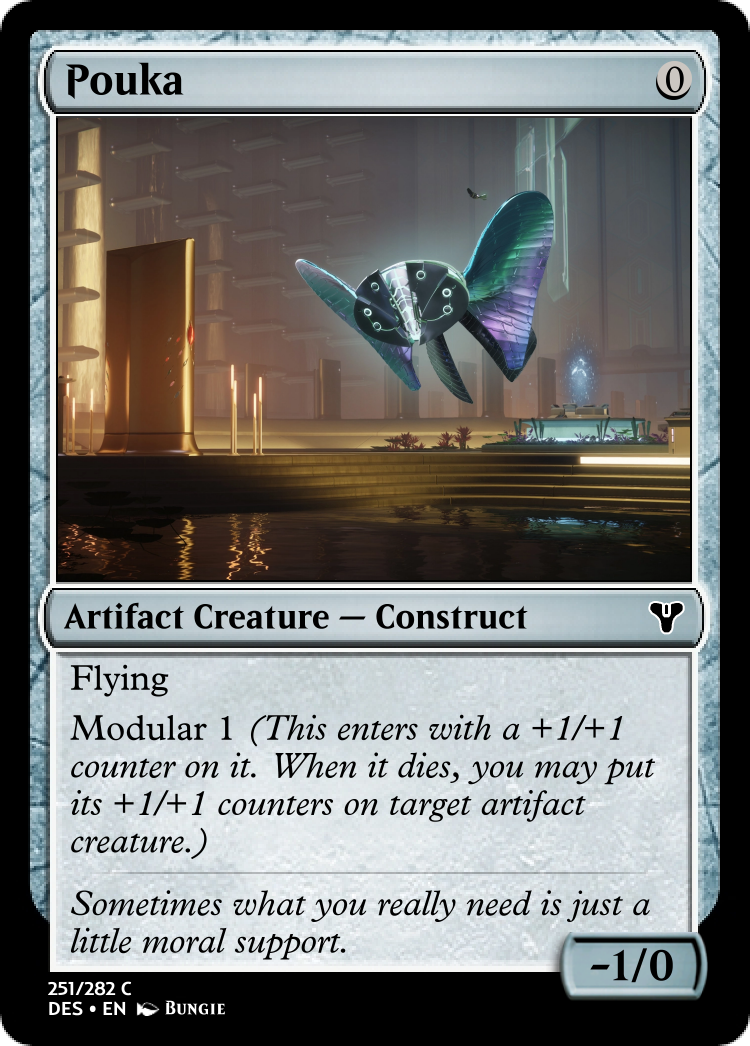 Pouka
0
Artifact Creature — Construct
Flying
Modular 1 (This enters with a +1/+1
counter on it. When it dies, you may put
its +1/+1 counters on target artifact
creature.)
Sometimes what you really need is just a
little moral support.
-1/0
251/282 C
DES • EN Bungie